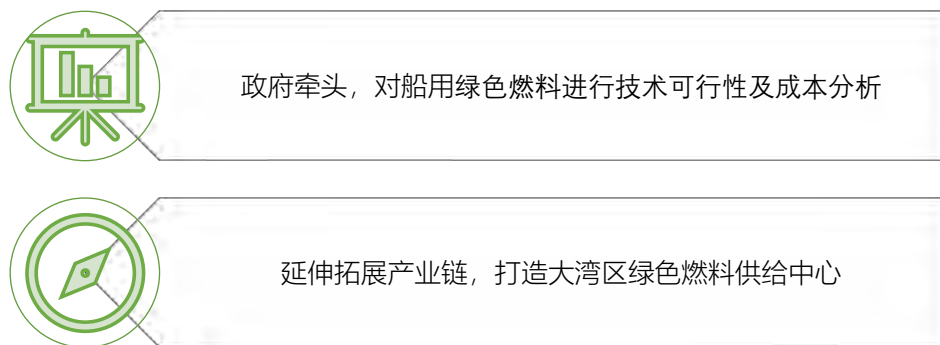 政府牵头，对船用绿色燃料进行技术可行性及成本分析
延伸拓展产业链，打造大湾区绿色燃料供给中心